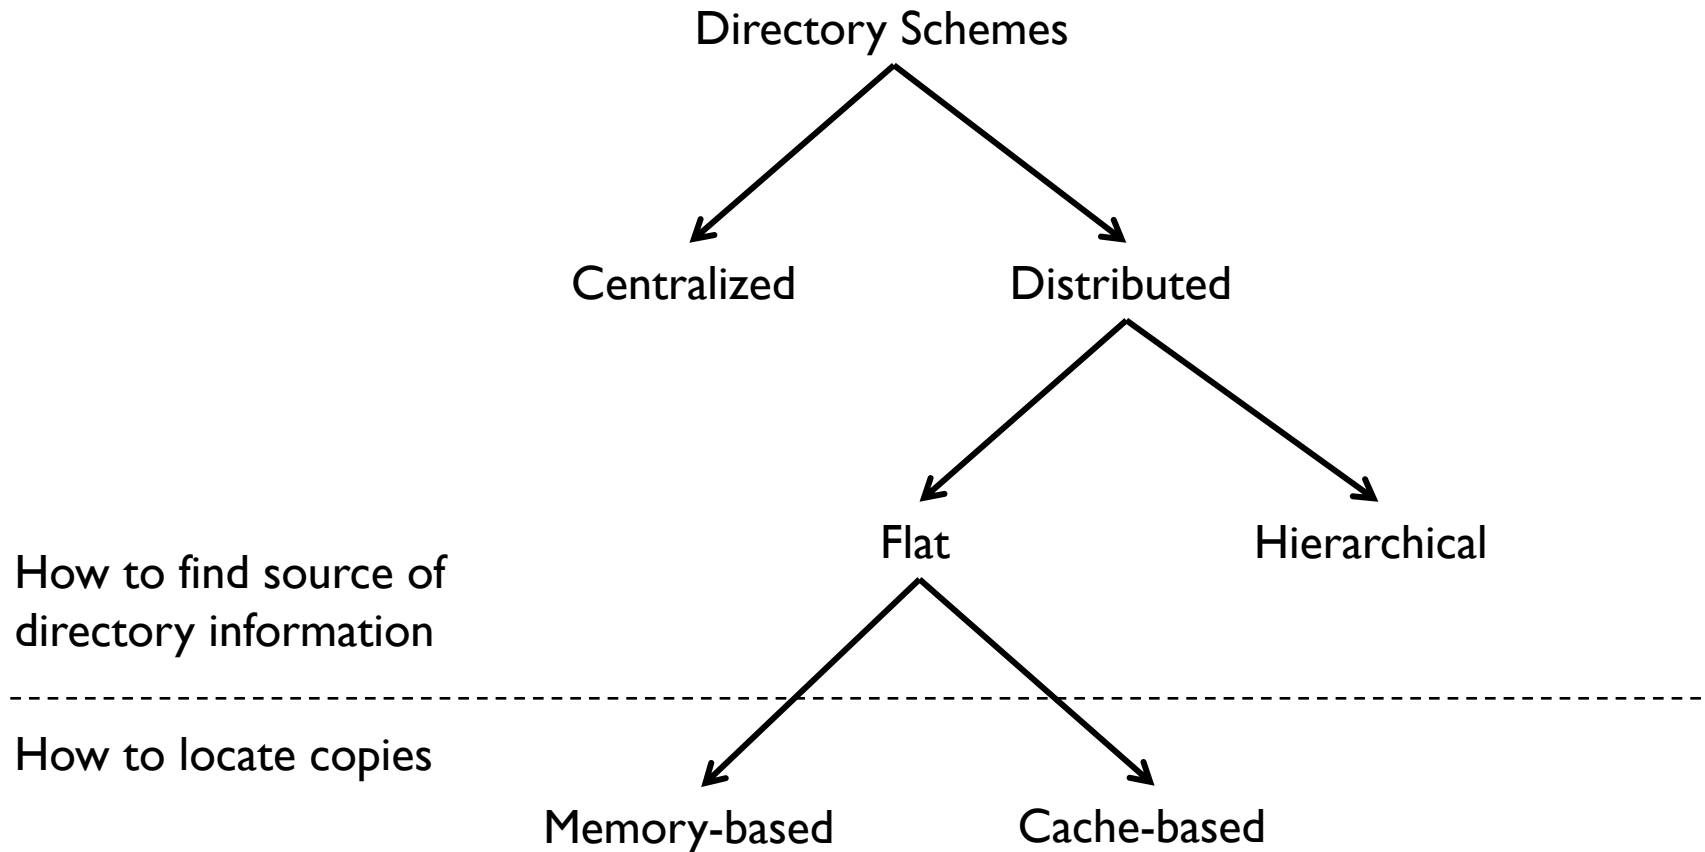 Directory Schemes
Centralized
Distributed
Flat
Hierarchical
How to find source of
directory information
How to locate copies
Memory-based
Cache-based